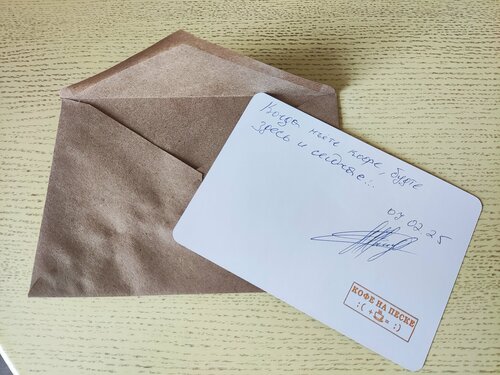 Когда пьете кофе, будьте
здесь и сейчас...
07.02.25
КОФЕ НА ПЕСКЕ
:( + = :)